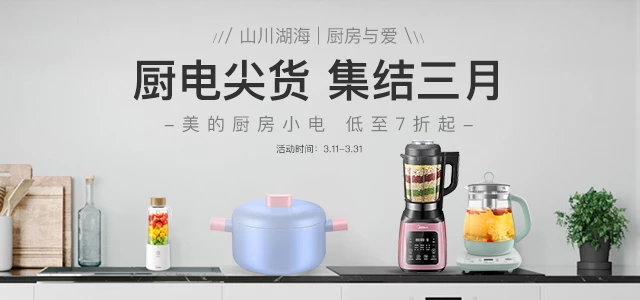 山川湖海 | 厨房与爱
厨电尖货 集结三月
–美的厨房小电 低至7折起–
活动时间：3.11-3.31